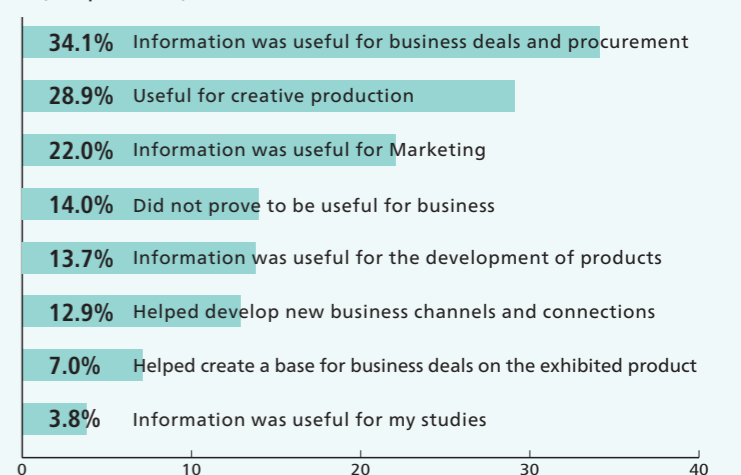 34.1% Information was useful for business deals and procurement
28.9% Useful for creative production
22.0% Information was useful for Marketing
14.0% Did not prove to be useful for business
13.7% Information was useful for the development of products
12.9% Helped develop new business channels and connections
7.0% Helped create a base for business deals on the exhibited product
3.8% Information was useful for my studies
0 10 20 30 40